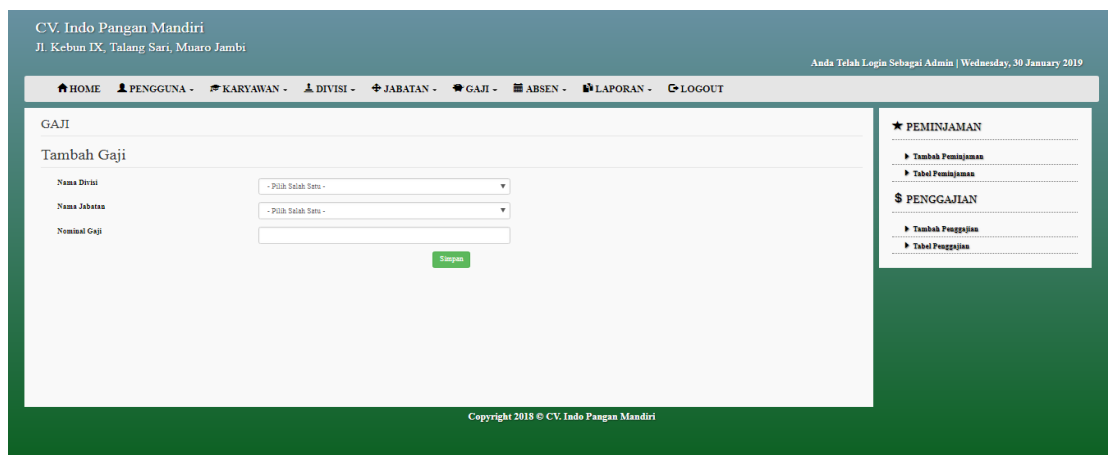 CV. Indo Pangan Mandiri
Jl. Kebun IX, Talang Sari, Muaro Jambi
Anda Telah Login Sebagai Admin | Wednesday, 30 January 2019
HOME PENGGUNA KARYAWAN DIVISI JABATAN GAJI ABSEN LAPORAN LOGOUT
GAJI
Tambah Gaji
Nama Divisi - Pilih Salah Satu -
Nama Jabatan - Pilih Salah Satu -
Nominal Gaji
Simpan
PEMINJAMAN
Tambah Peminjaman
Tabel Peminjaman
$ PENGGAJIAN
Tambah Penggajian
Tabel Penggajian
Copyright 2018 © CV. Indo Pangan Mandiri